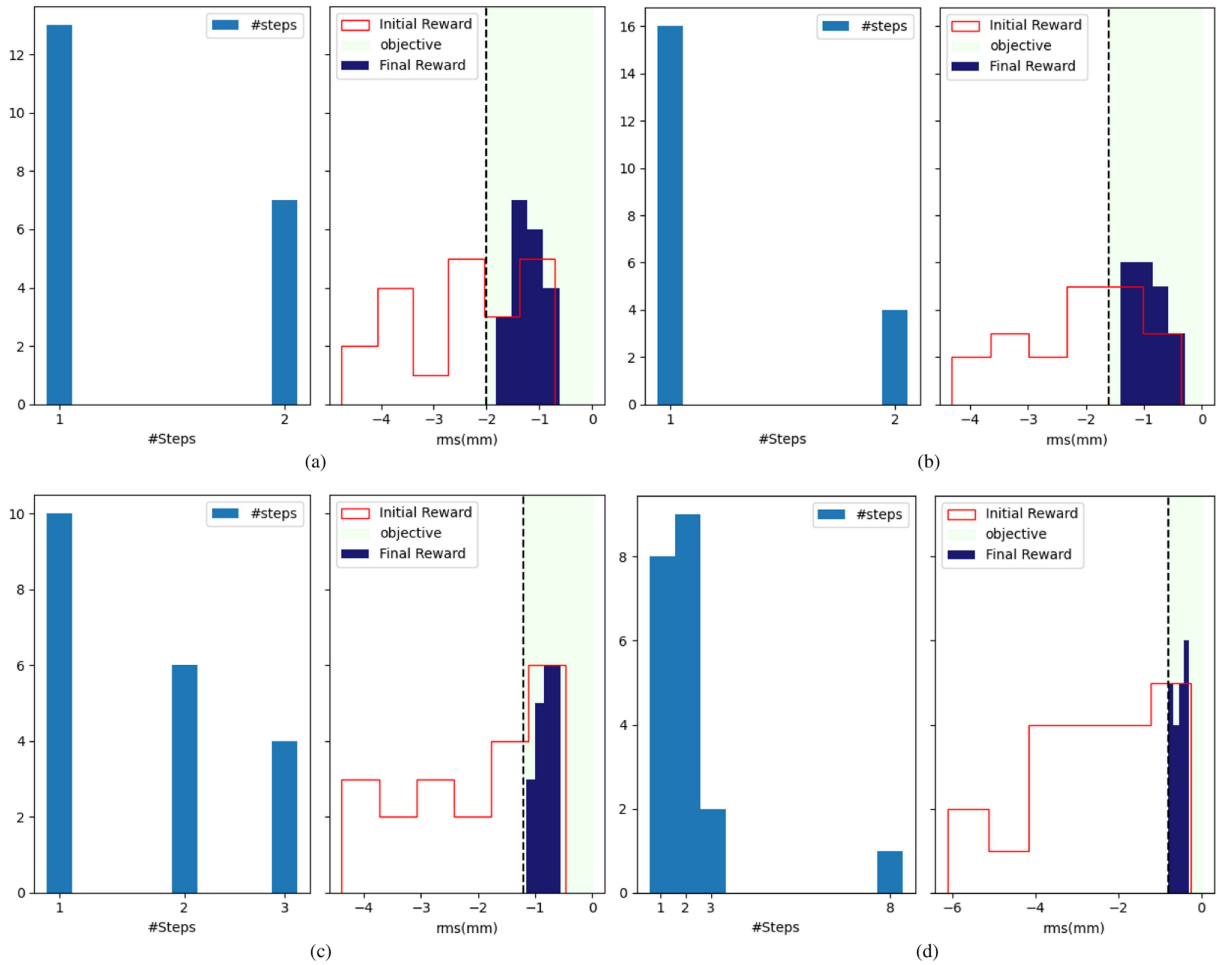 12
10
8
6
4
2
0
#steps
1
2
#Steps
Initial Reward
objective
Final Reward
−4
−3
−2
−1
0
rms(mm)
(a)
16
14
12
10
8
6
4
2
0
#steps
1
2
#Steps
Initial Reward
objective
Final Reward
−4
−3
−2
−1
0
rms(mm)
(b)
10
8
6
4
2
0
#steps
1
2
3
#Steps
Initial Reward
objective
Final Reward
−4
−3
−2
−1
0
rms(mm)
(c)
8
6
4
2
0
#steps
1
2
3
8
#Steps
Initial Reward
objective
Final Reward
−6
−4
−2
0
rms(mm)
(d)